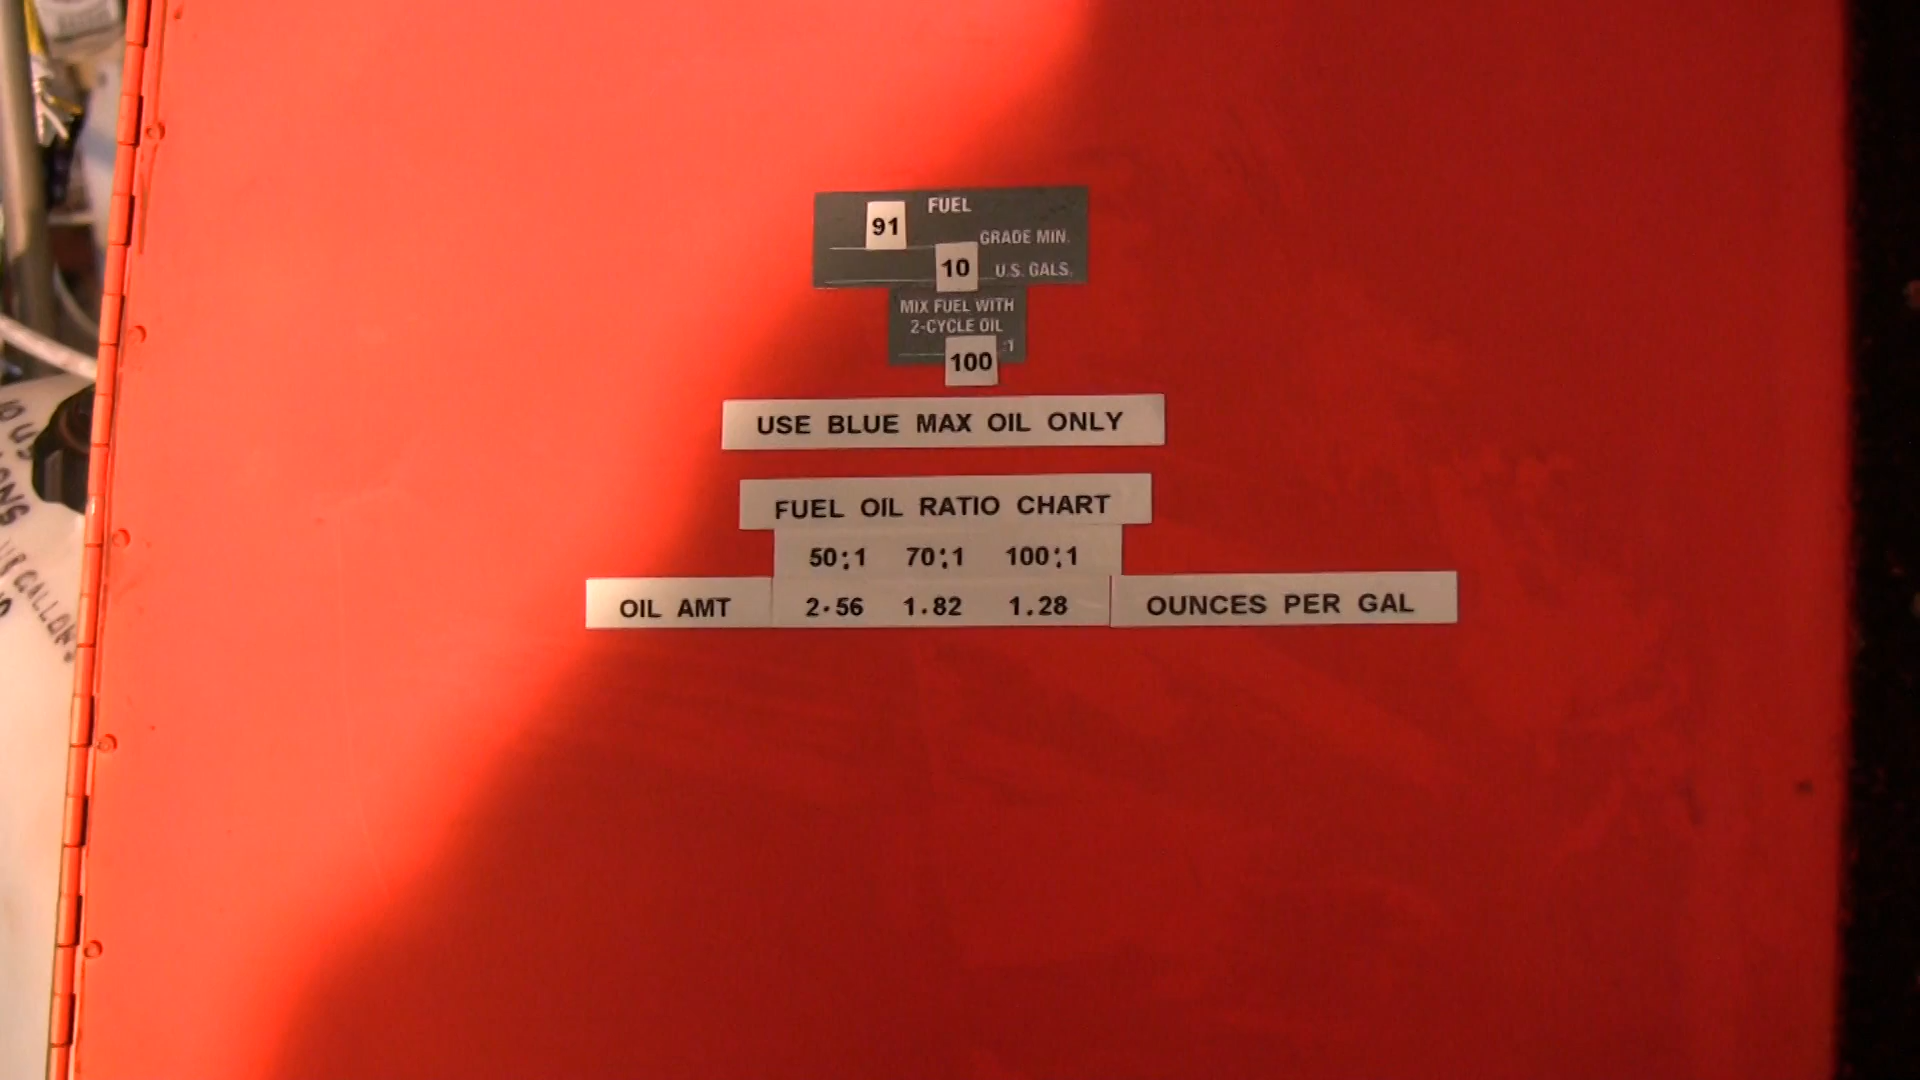 FUEL
91 GRADE MIN.
10 U.S. GALS.
MIX FUEL WITH
2-CYCLE OIL
100 :1
USE BLUE MAX OIL ONLY
FUEL OIL RATIO CHART
50:1 70:1 100:1
OIL AMT 2.56 1.82 1.28 OUNCES PER GAL